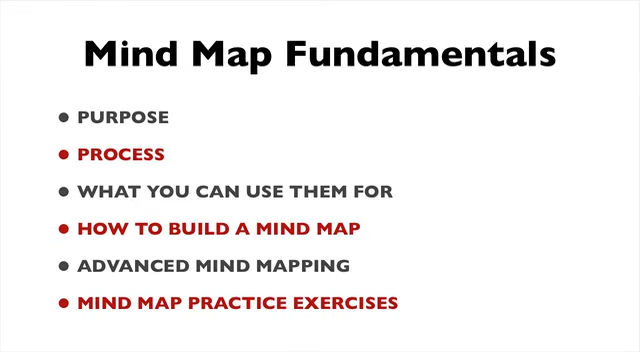 Mind Map Fundamentals
• PURPOSE
• PROCESS
• WHAT YOU CAN USE THEM FOR
• HOW TO BUILD A MIND MAP
• ADVANCED MIND MAPPING
• MIND MAP PRACTICE EXERCISES